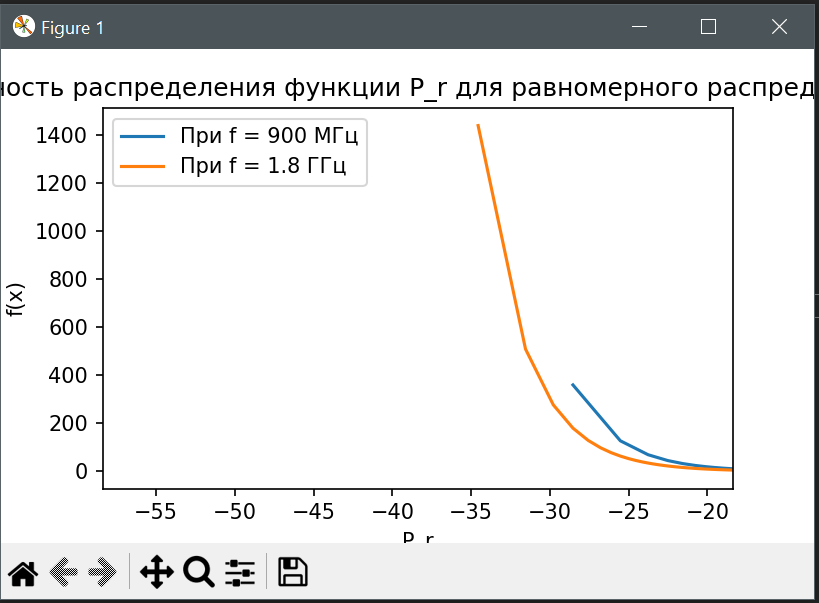 Figure 1
ность распределения функции P_r для равномерного распред
При f = 900 МГц
При f = 1.8 ГГц
1400
1200
1000
800
600
400
200
0
f(x)
−55 −50 −45 −40 −35 −30 −25 −20
P_r